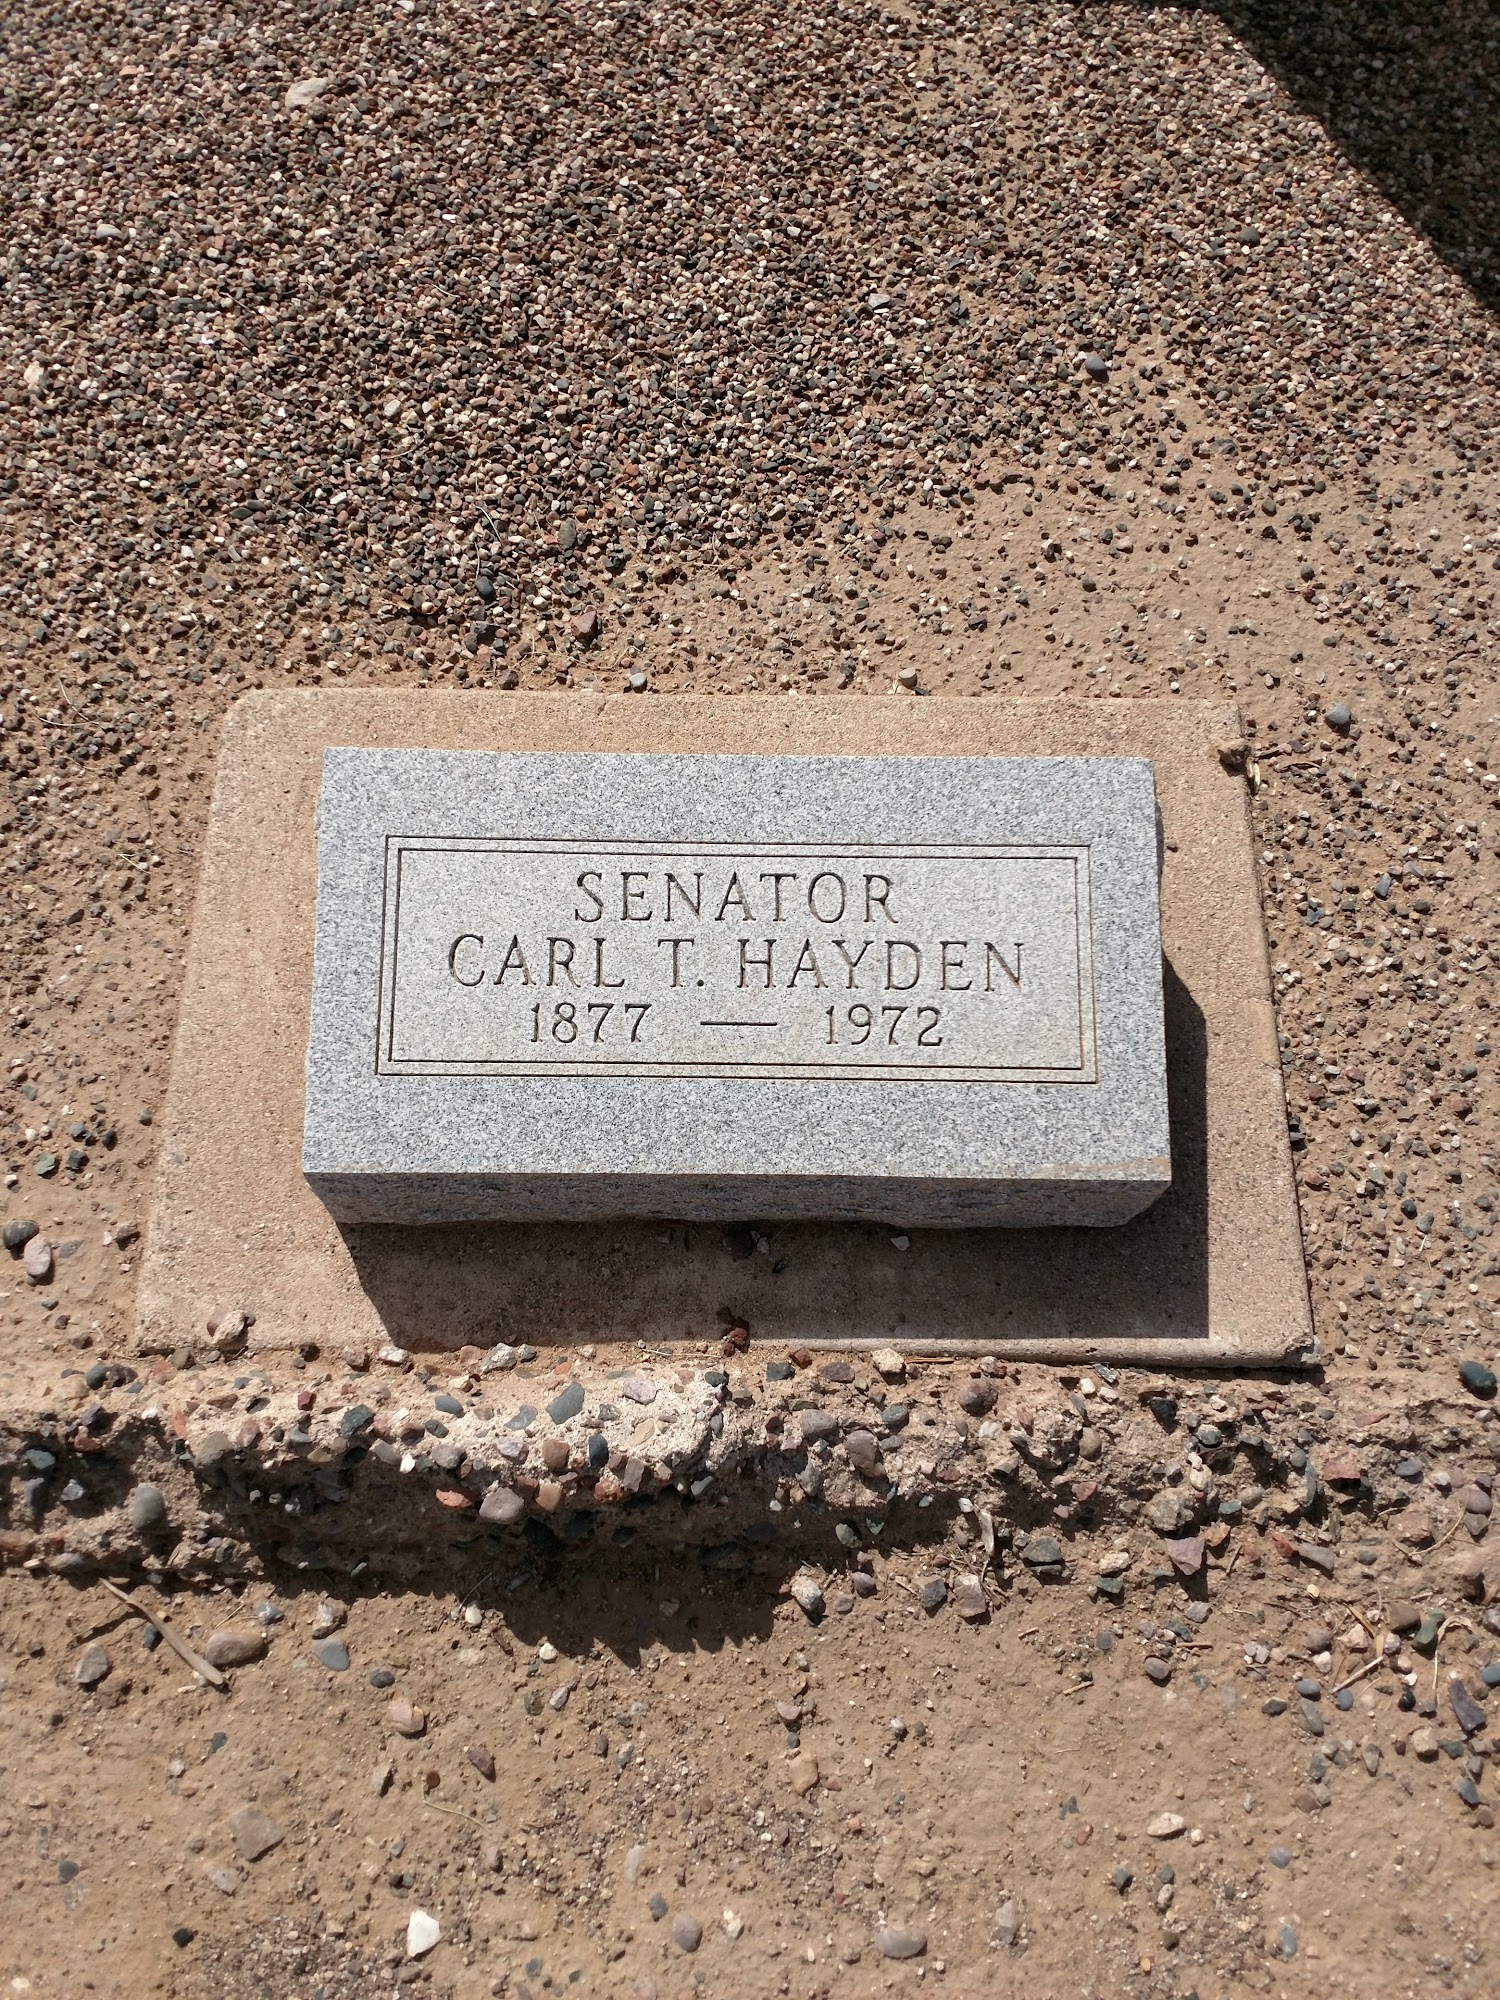 SENATOR
CARL T. HAYDEN
1877 — 1972